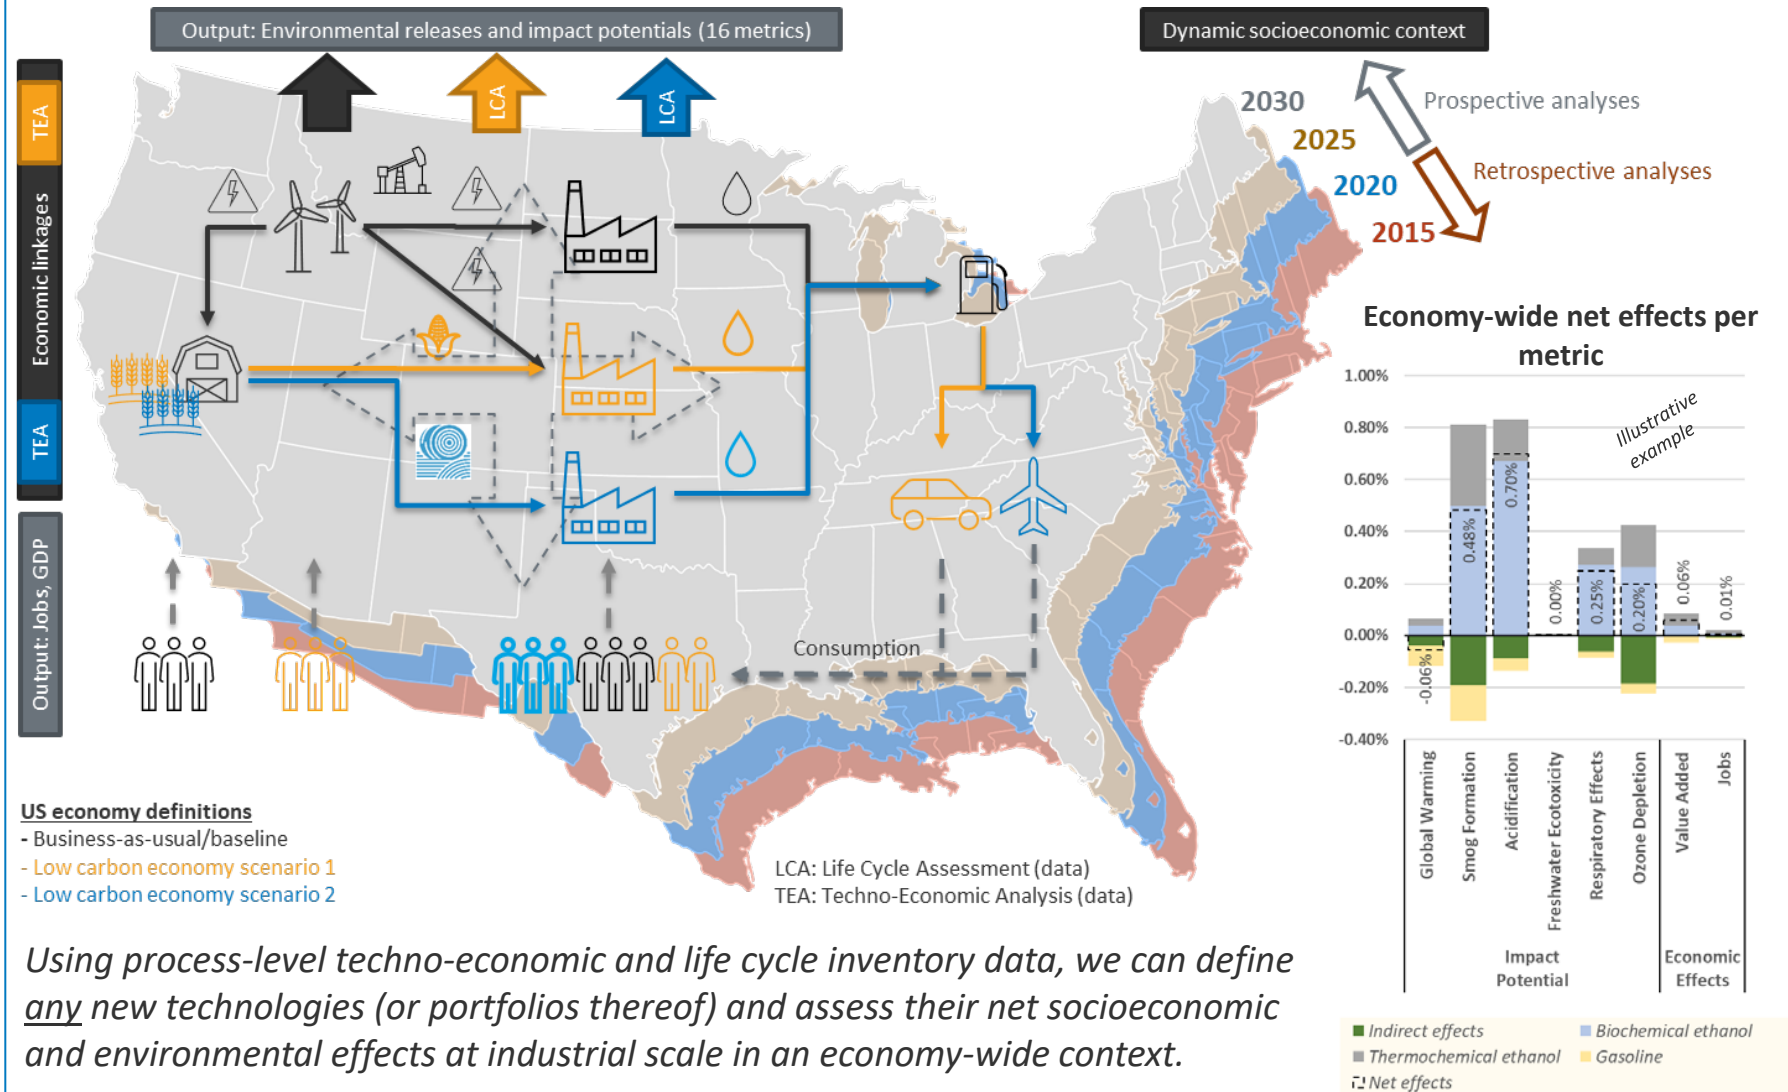 Output: Environmental releases and impact potentials (16 metrics)
Dynamic socioeconomic context
TEA
Economic linkages
TEA
Output: Jobs, GDP
LCA
LCA
2030
2025
2020
2015
Prospective analyses
Retrospective analyses
Consumption
US economy definitions
- Business-as-usual/baseline
- Low carbon economy scenario 1
- Low carbon economy scenario 2
LCA: Life Cycle Assessment (data)
TEA: Techno-Economic Analysis (data)
Economy-wide net effects per
metric
Illustrative
example
1.00%
0.80%
0.60%
0.40%
0.20%
0.00%
-0.20%
-0.40%
-0.06%
0.48%
0.70%
0.00%
0.25%
0.20%
0.06%
0.01%
Global Warming
Smog Formation
Acidification
Freshwater Ecotoxicity
Respiratory Effects
Ozone Depletion
Value Added
Jobs
Impact
Potential
Economic
Effects
Indirect effects
Biochemical ethanol
Thermochemical ethanol
Gasoline
Net effects
Using process-level techno-economic and life cycle inventory data, we can define
any new technologies (or portfolios thereof) and assess their net socioeconomic
and environmental effects at industrial scale in an economy-wide context.